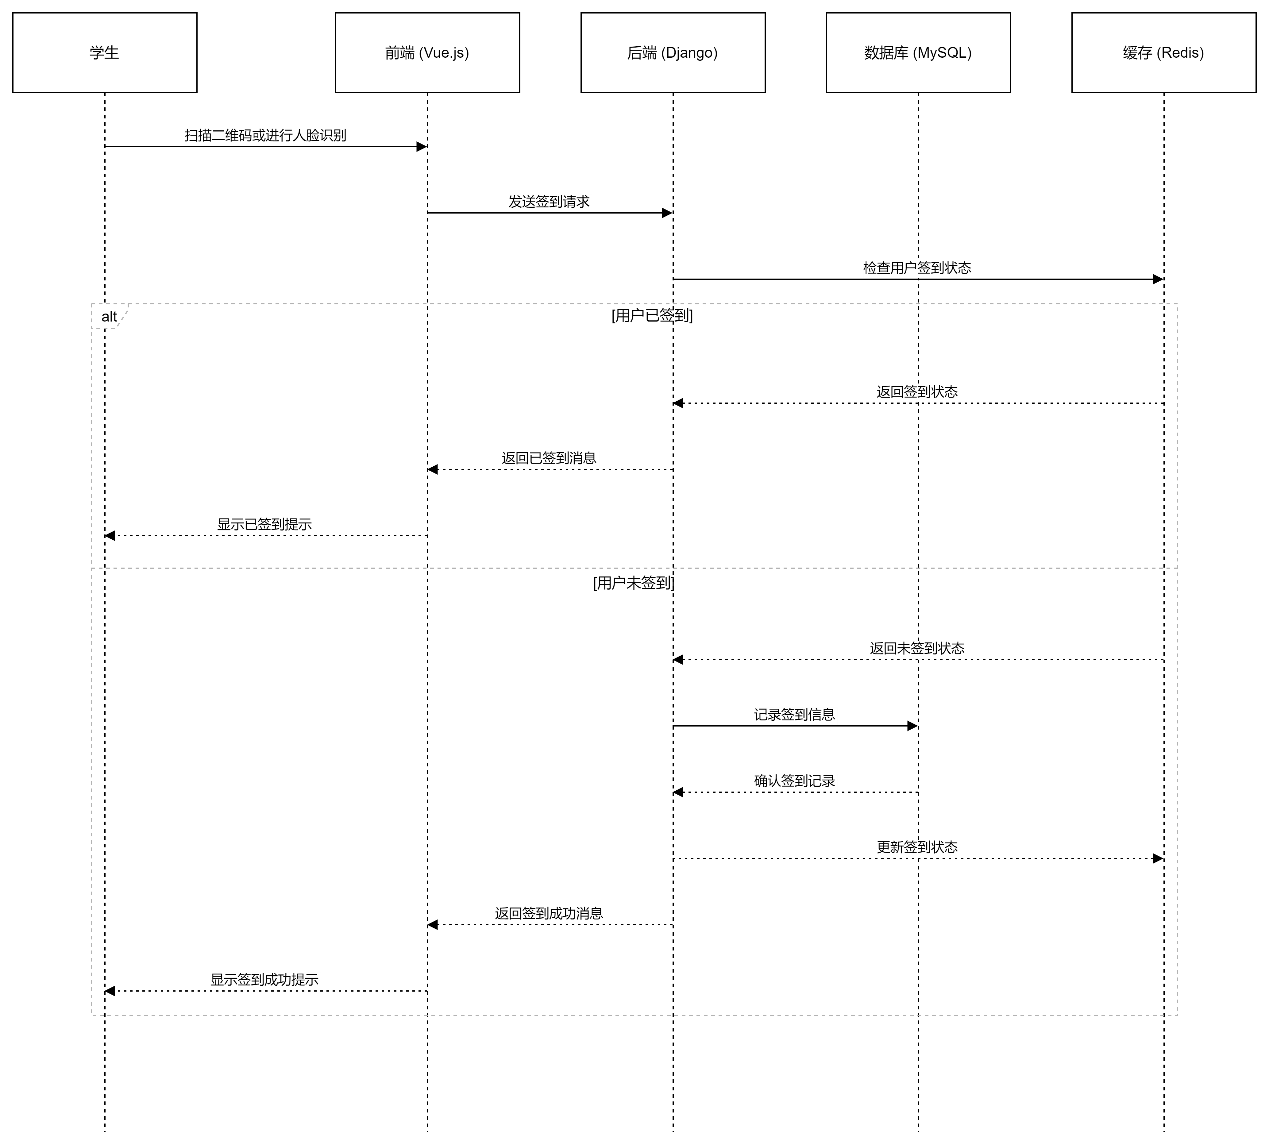 学生
前端 (Vue.js)
后端 (Django)
数据库 (MySQL)
缓存 (Redis)
扫描二维码或进行人脸识别
发送签到请求
检查用户签到状态
alt
[用户已签到]
返回签到状态
返回已签到消息
显示已签到提示
[用户未签到]
返回未签到状态
记录签到信息
确认签到记录
更新签到状态
返回签到成功消息
显示签到成功提示